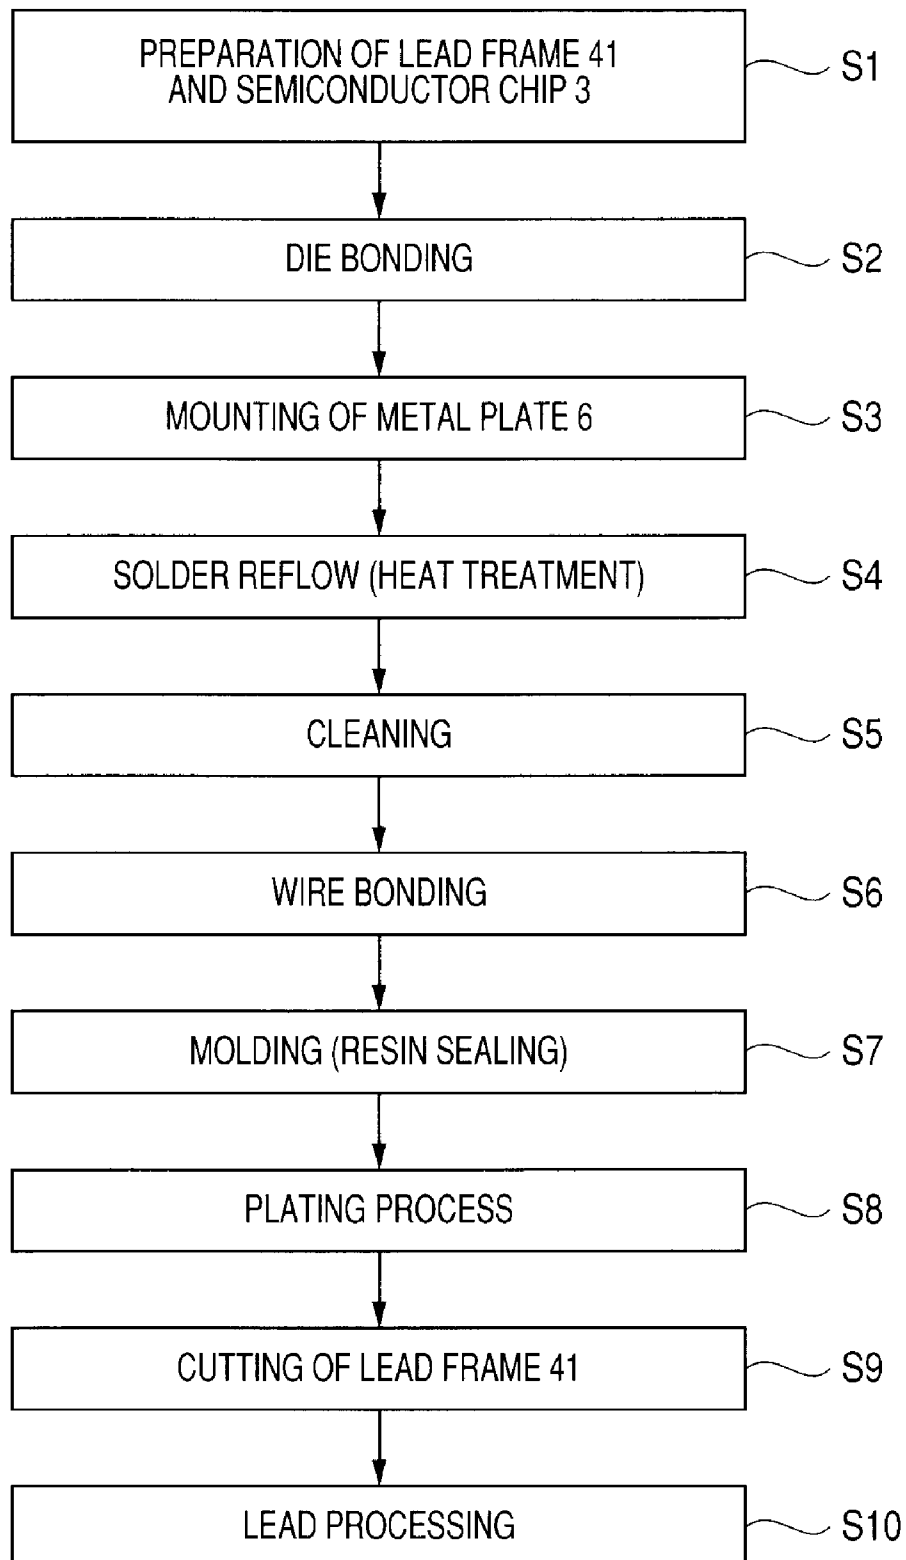 PREPARATION OF LEAD FRAME 41
AND SEMICONDUCTOR CHIP 3
S1
DIE BONDING
S2
MOUNTING OF METAL PLATE 6
S3
SOLDER REFLOW (HEAT TREATMENT)
S4
CLEANING
S5
WIRE BONDING
S6
MOLDING (RESIN SEALING)
S7
PLATING PROCESS
S8
CUTTING OF LEAD FRAME 41
S9
LEAD PROCESSING
S10